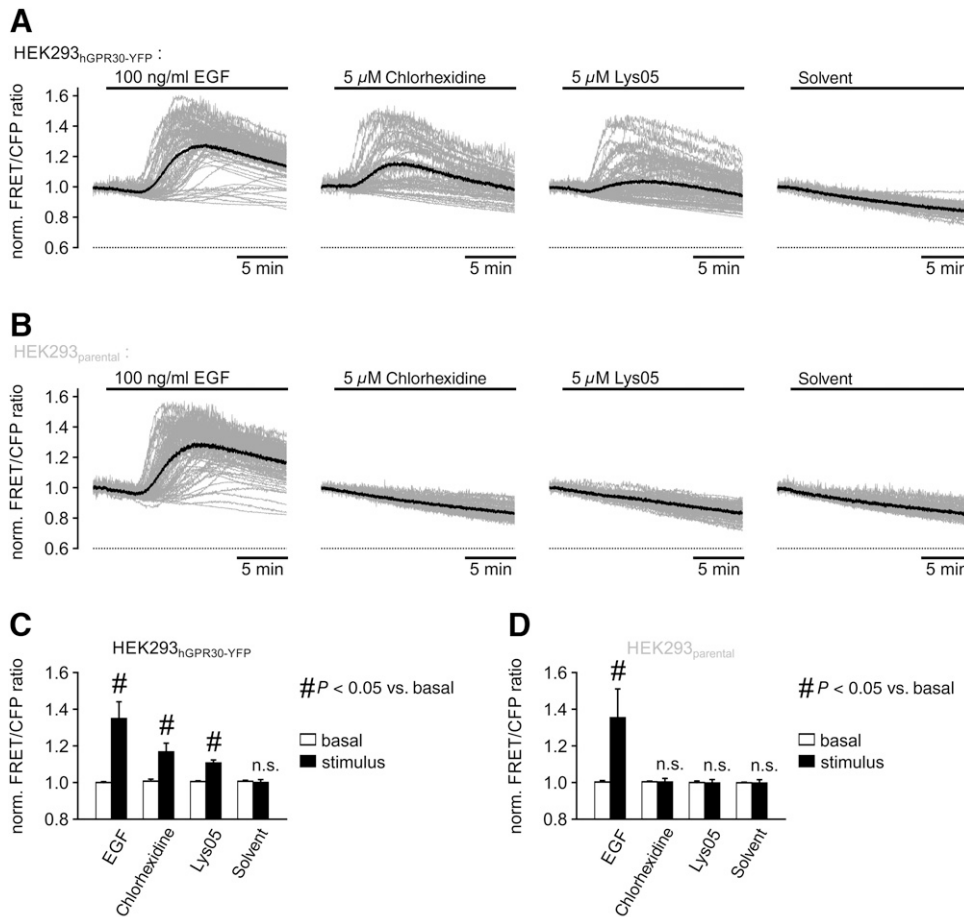 A
HEK293hGPR30-YFP :
100 ng/ml EGF 5 µM Chlorhexidine 5 µM Lys05 Solvent
norm. FRET/CFP ratio
1.6
1.4
1.2
1.0
0.8
0.6
5 min 5 min 5 min 5 min
B
HEK293parental :
100 ng/ml EGF 5 µM Chlorhexidine 5 µM Lys05 Solvent
norm. FRET/CFP ratio
1.6
1.4
1.2
1.0
0.8
0.6
5 min 5 min 5 min 5 min
C
HEK293hGPR30-YFP
norm. FRET/CFP ratio
1.6
1.4
1.2
1.0
0.8
# # # n.s.
# P < 0.05 vs. basal
basal
stimulus
EGF
Chlorhexidine
Lys05
Solvent
D
HEK293parental
norm. FRET/CFP ratio
1.6
1.4
1.2
1.0
0.8
# n.s. n.s. n.s.
# P < 0.05 vs. basal
basal
stimulus
EGF
Chlorhexidine
Lys05
Solvent